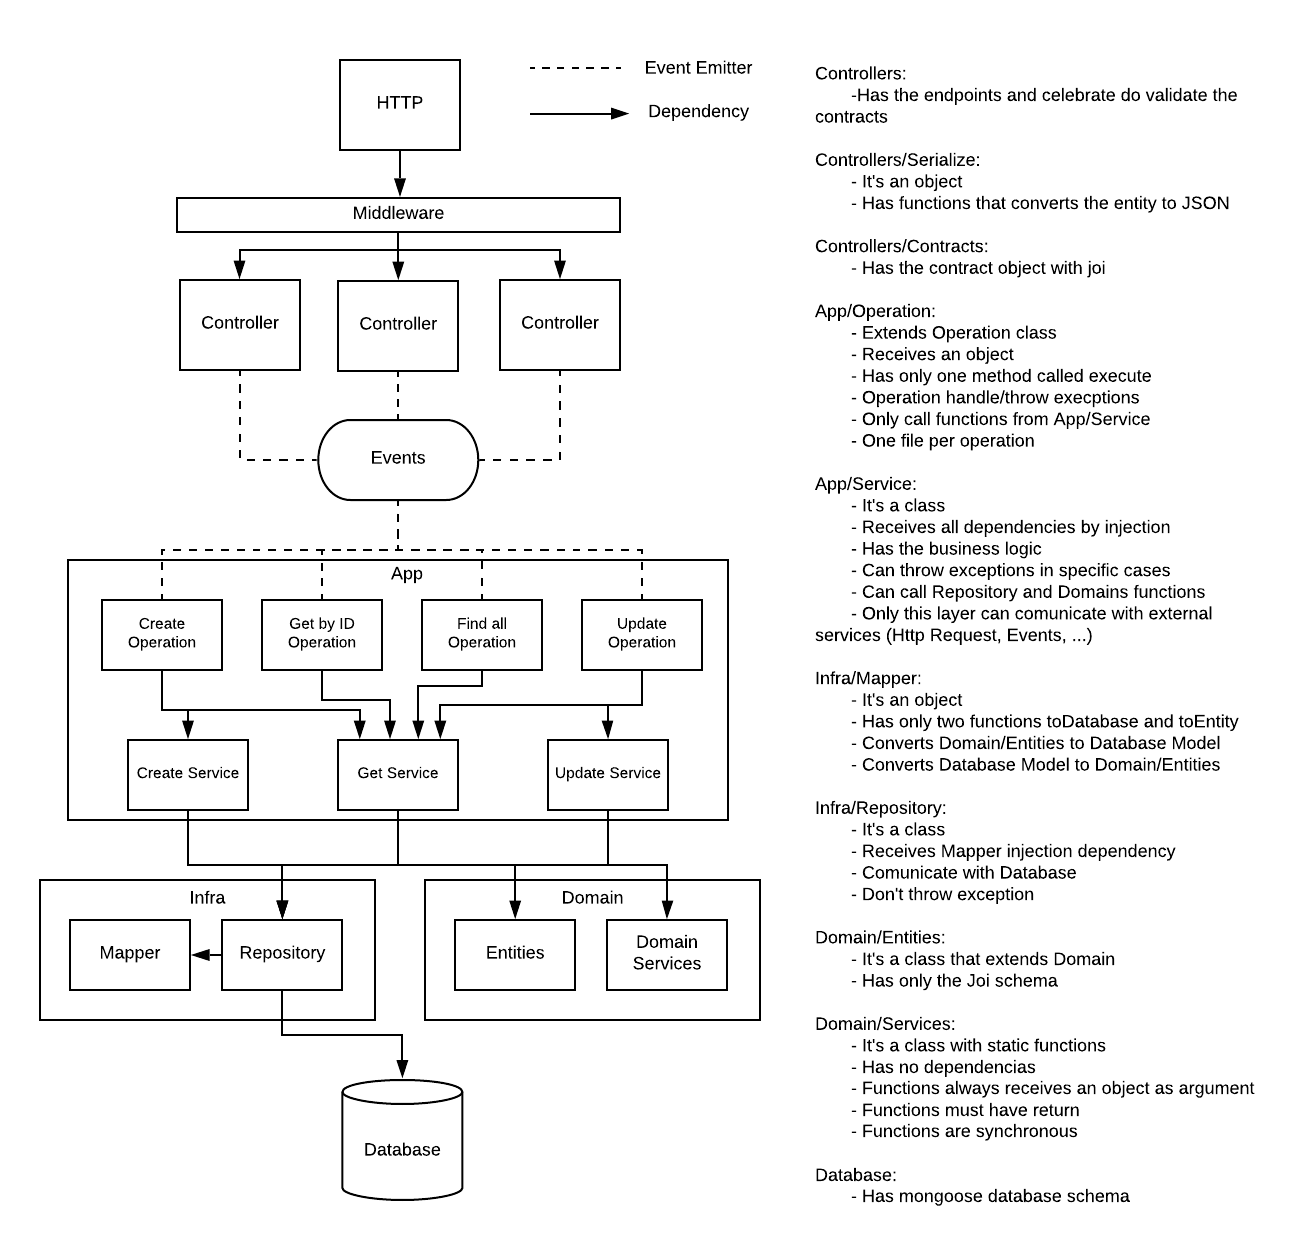 HTTP
Event Emitter
Dependency
Middleware
Controller
Controller
Controller
Events
App
Create
Operation
Get by ID
Operation
Find all
Operation
Update
Operation
Create Service
Get Service
Update Service
Infra
Mapper
Repository
Domain
Entities
Domain
Services
Database
Controllers:
-Has the endpoints and celebrate do validate the
contracts
Controllers/Serialize:
- It's an object
- Has functions that converts the entity to JSON
Controllers/Contracts:
- Has the contract object with joi
App/Operation:
- Extends Operation class
- Receives an object
- Has only one method called execute
- Operation handle/throw execptions
- Only call functions from App/Service
- One file per operation
App/Service:
- It's a class
- Receives all dependencies by injection
- Has the business logic
- Can throw exceptions in specific cases
- Can call Repository and Domains functions
- Only this layer can comunicate with external
services (Http Request, Events, ...)
Infra/Mapper:
- It's an object
- Has only two functions toDatabase and toEntity
- Converts Domain/Entities to Database Model
- Converts Database Model to Domain/Entities
Infra/Repository:
- It's a class
- Receives Mapper injection dependency
- Comunicate with Database
- Don't throw exception
Domain/Entities:
- It's a class that extends Domain
- Has only the Joi schema
Domain/Services:
- It's a class with static functions
- Has no dependencias
- Functions always receives an object as argument
- Functions must have return
- Functions are synchronous
Database:
- Has mongoose database schema